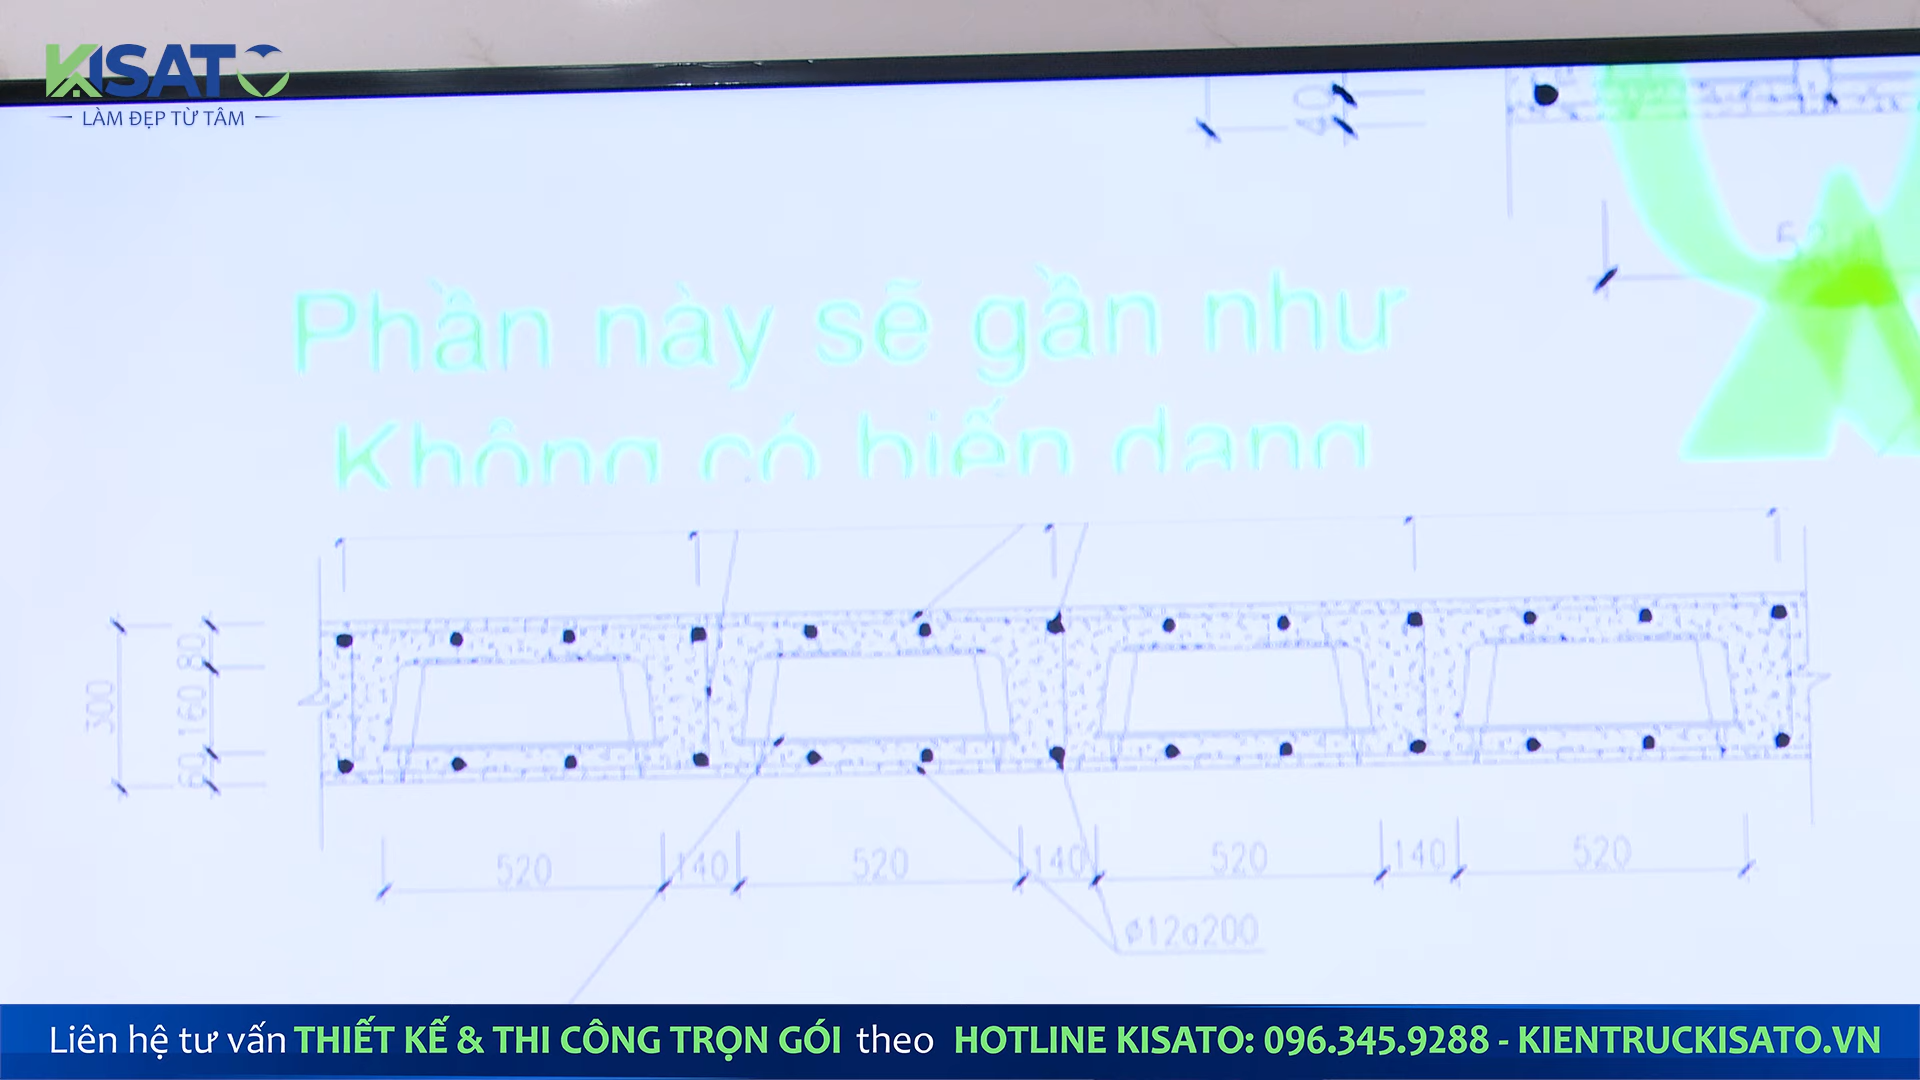 KISATO
LÀM ĐẸP TỪ TÂM
40
Phần này sẽ gần như
Không có biến dạng
80
300
160
60
520
140
520
140
520
140
520
ø12a200
Liên hệ tư vấn THIẾT KẾ & THI CÔNG TRỌN GÓI theo HOTLINE KISATO: 096.345.9288 - KIENTRUCKISATO.VN